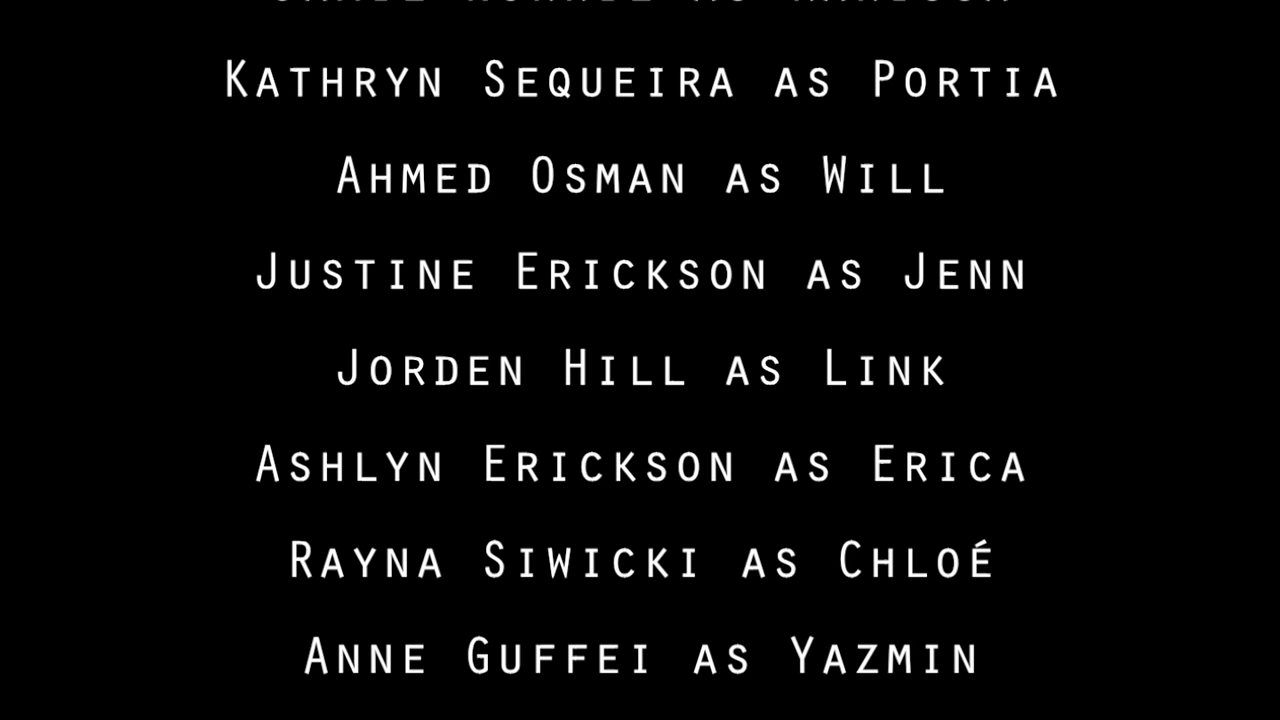 Kathryn Sequeira as Portia
Ahmed Osman as Will
Justine Erickson as Jenn
Jorden Hill as Link
Ashlyn Erickson as Erica
Rayna Siwicki as Chloé
Anne Guffei as Yazmin